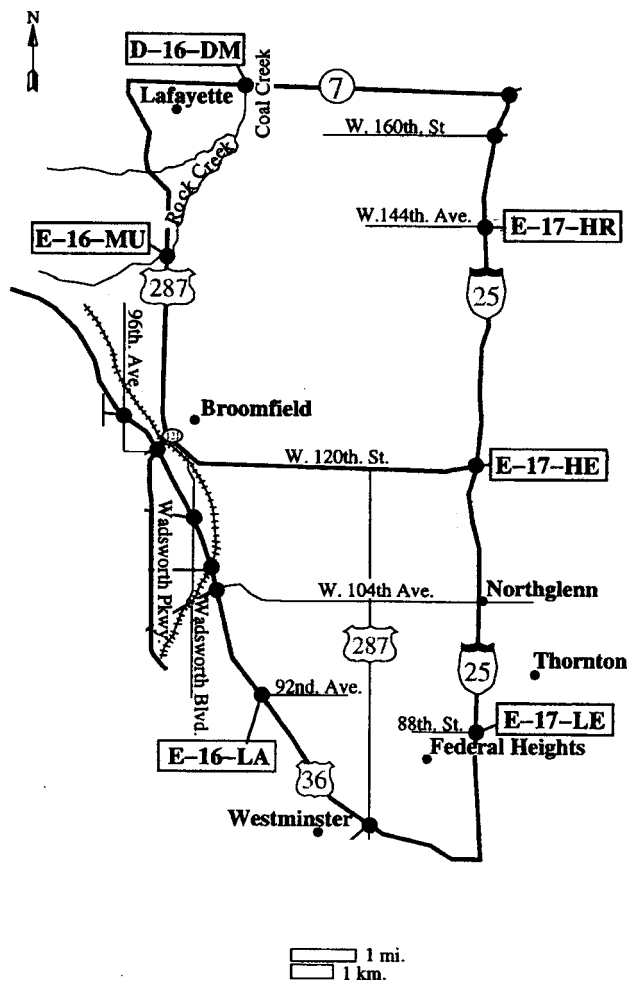 N
D-16-DM
7
Lafayette
Coal Creek
W. 160th. St
Rock Creek
W.144th. Ave.
E-17-HR
E-16-MU
287
25
96th. Ave.
Broomfield
121
W. 120th. St.
E-17-HE
Wadsworth Pkwy.
W. 104th Ave.
Northglenn
Wadsworth Blvd.
287
25
Thornton
92nd. Ave.
88th. St.
E-17-LE
E-16-LA
Federal Heights
36
Westminster
1 mi.
1 km.